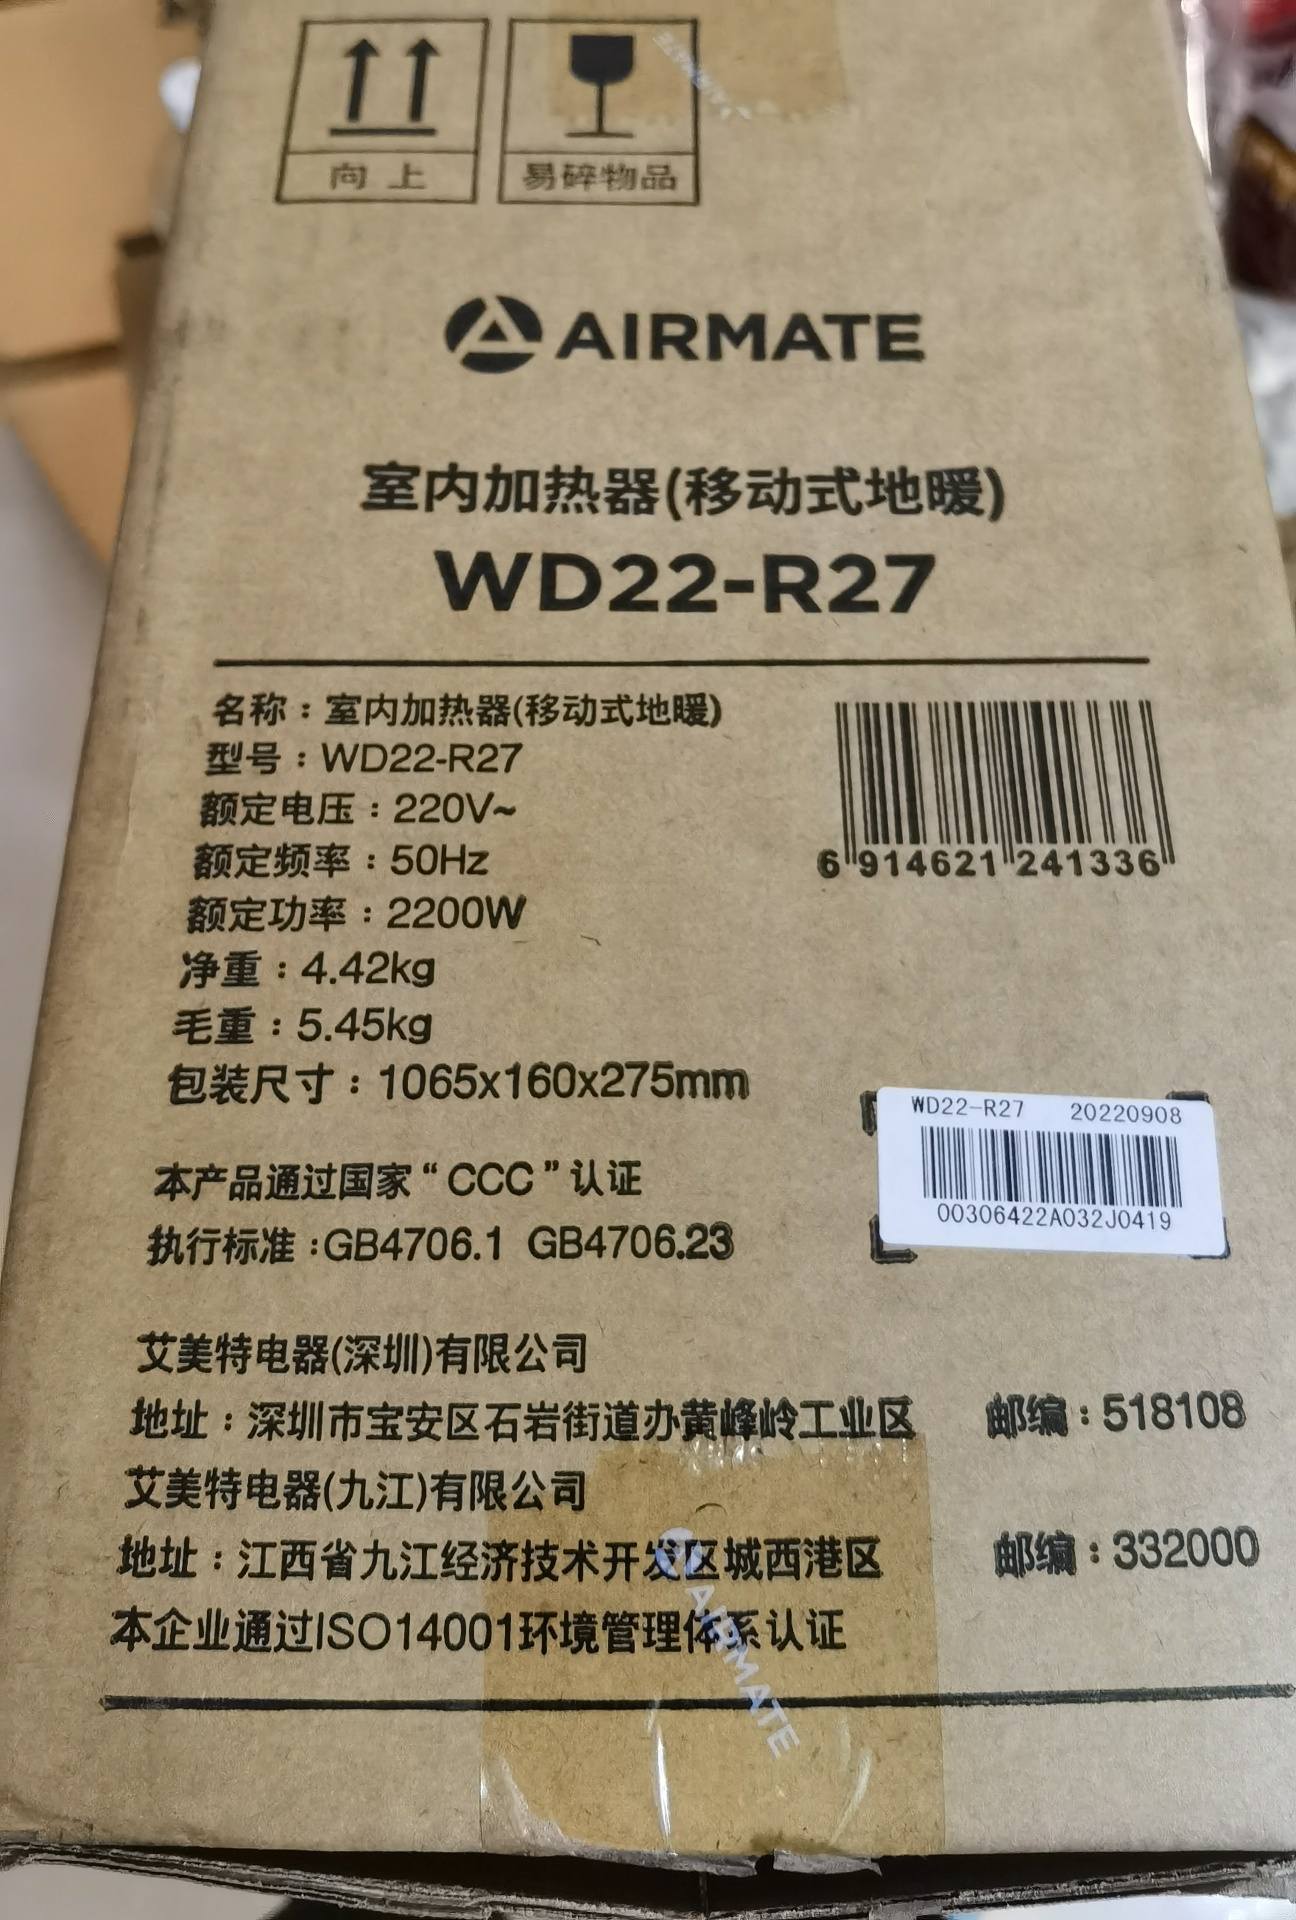 向上
易碎物品
AIRMATE
室内加热器(移动式地暖)
WD22-R27
名称：室内加热器(移动式地暖)
型号：WD22-R27
额定电压：220V~
额定频率：50Hz
额定功率：2200W
净重：4.42kg
毛重：5.45kg
包装尺寸：1065x160x275mm
6 914621 241336
WD22-R27 20220908
00306422A032J0419
本产品通过国家“CCC”认证
执行标准:GB4706.1 GB4706.23
艾美特电器(深圳)有限公司
地址：深圳市宝安区石岩街道办黄峰岭工业区 邮编：518108
艾美特电器(九江)有限公司
地址：江西省九江经济技术开发区城西港区 邮编：332000
本企业通过ISO14001环境管理体系认证
AIRMATE